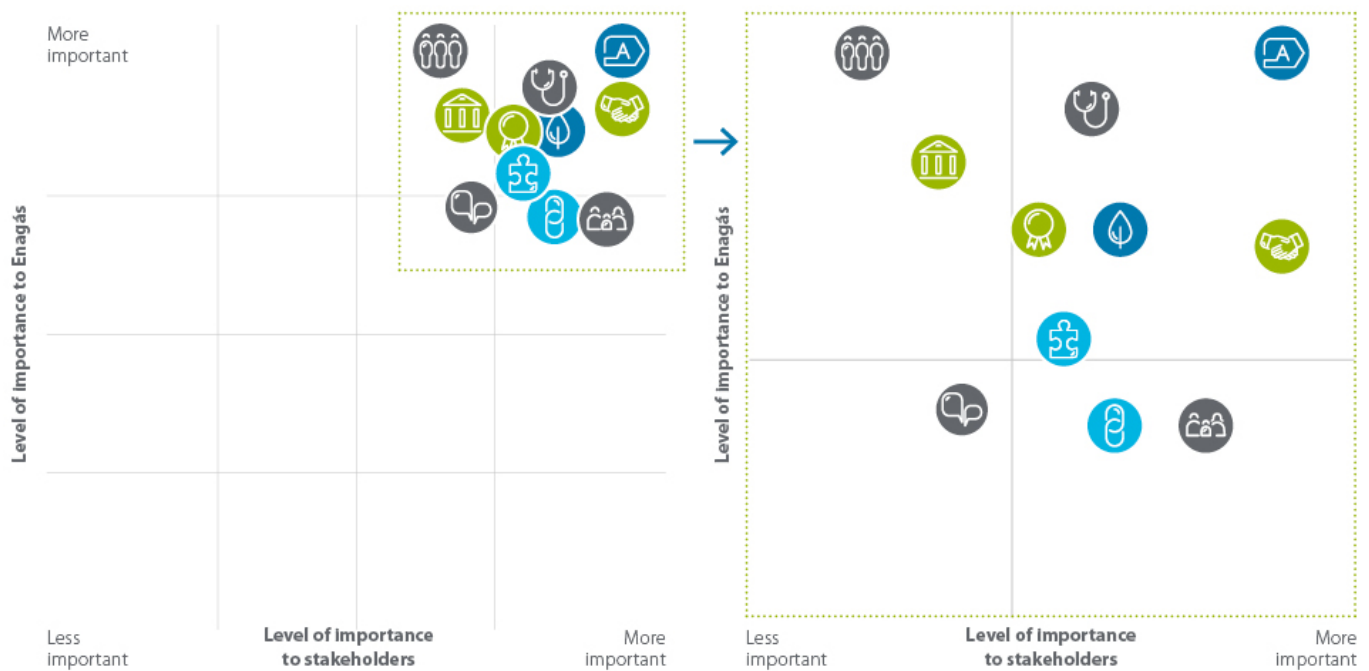 More
important
Level of importance to Enagás
A
Less
important
Level of importance
to stakeholders
More
important
Level of importance to Enagás
A
Less
important
Level of importance
to stakeholders
More
important